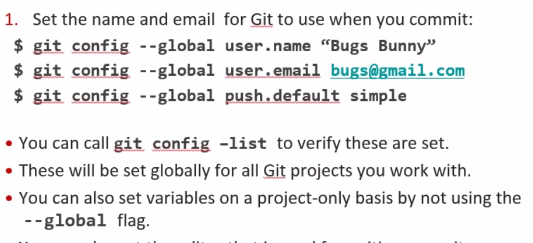 1. Set the name and email for Git to use when you commit:
$ git config --global user.name “Bugs Bunny”
$ git config --global user.email bugs@gmail.com
$ git config --global push.default simple
• You can call git config –list to verify these are set.
• These will be set globally for all Git projects you work with.
• You can also set variables on a project-only basis by not using the
--global flag.